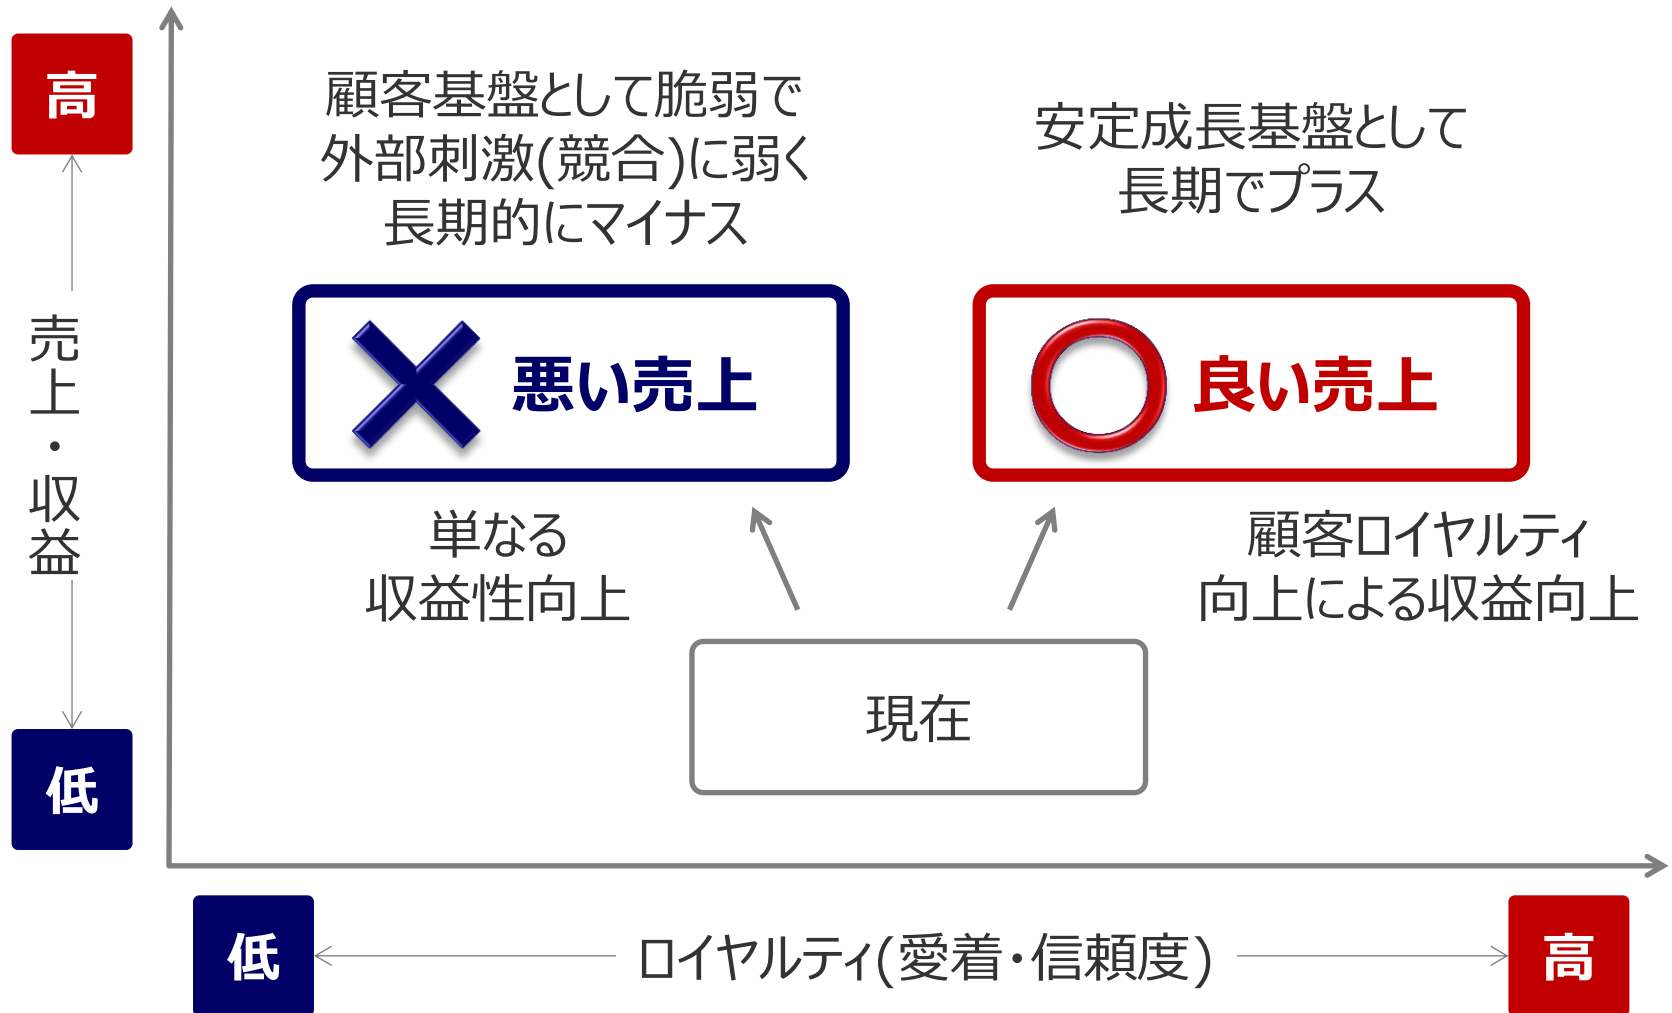 高
顧客基盤として脆弱で
外部刺激(競合)に弱く
長期的にマイナス
安定成長基盤として
長期でプラス
売上・収益
悪い売上
良い売上
単なる
収益性向上
顧客ロイヤルティ
向上による収益向上
現在
低
低
ロイヤルティ(愛着・信頼度)
高